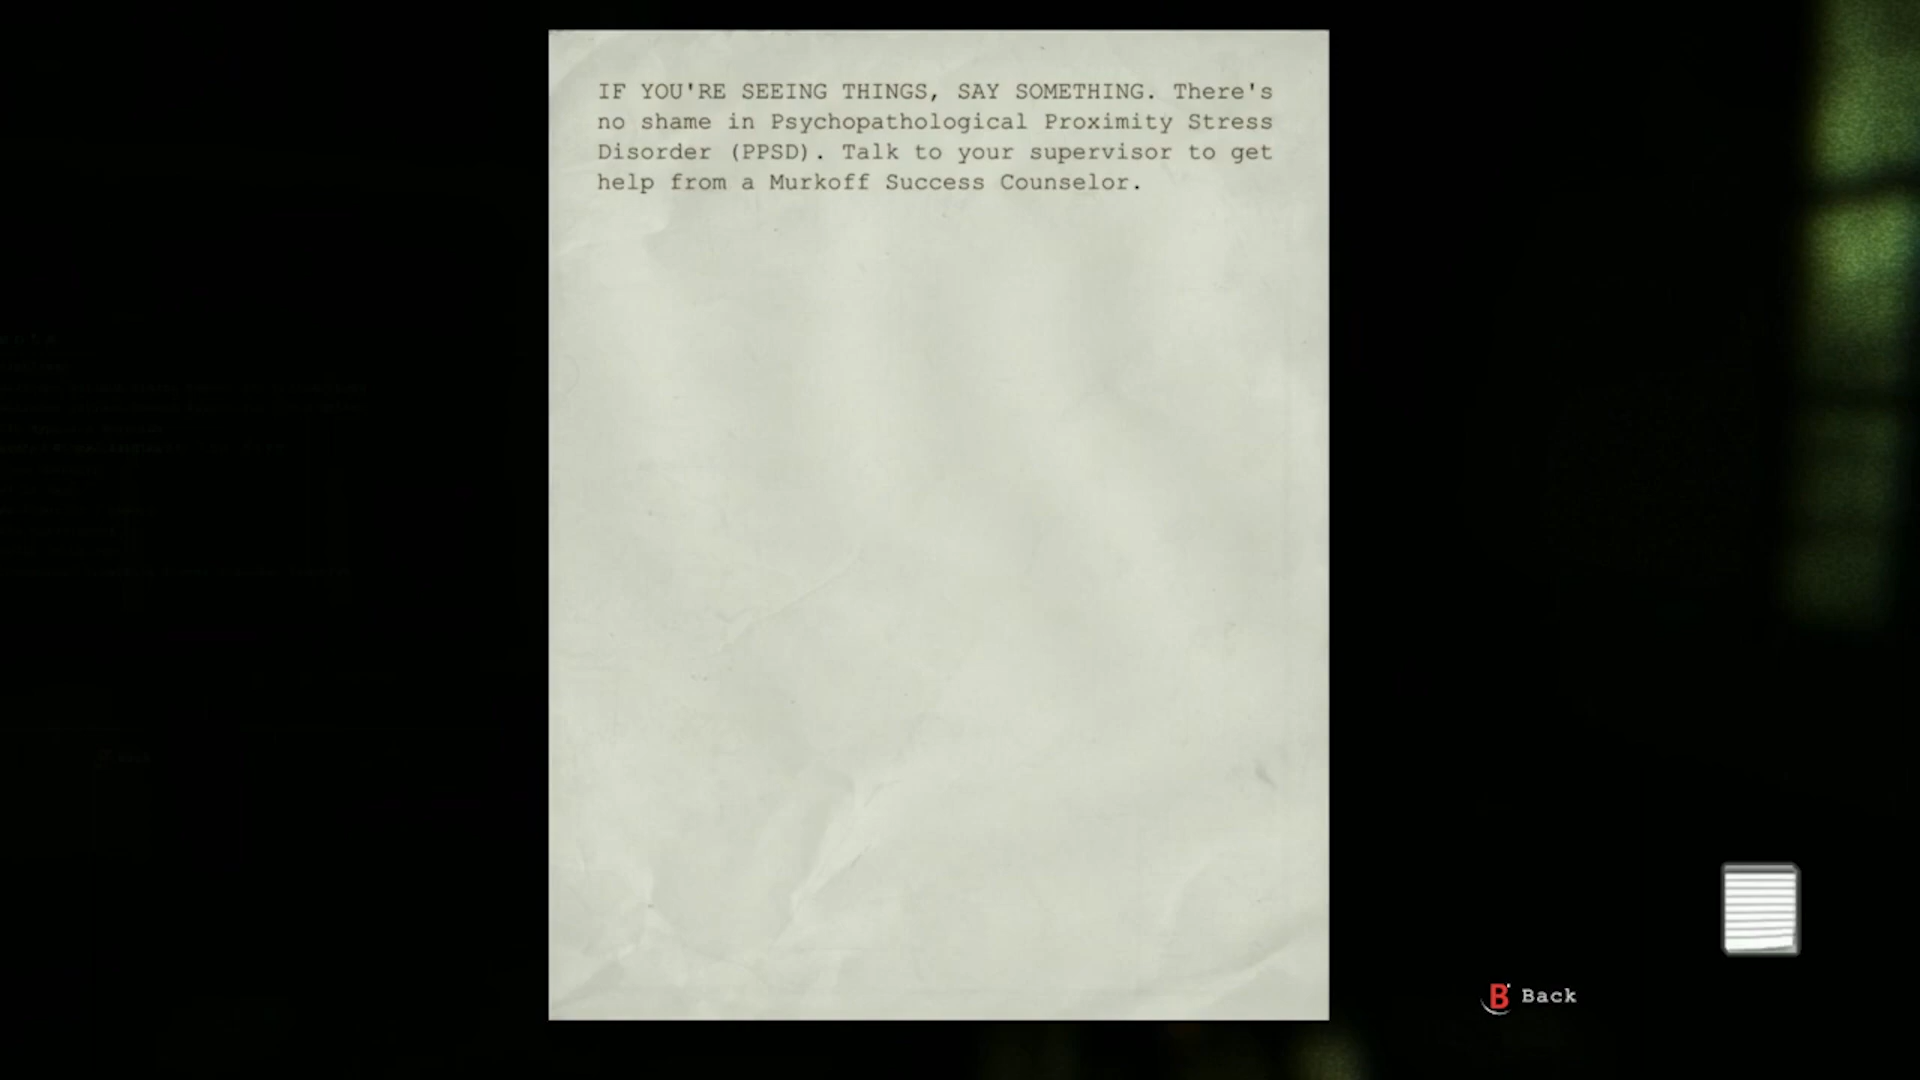 IF YOU'RE SEEING THINGS, SAY SOMETHING. There's
no shame in Psychopathological Proximity Stress
Disorder (PPSD). Talk to your supervisor to get
help from a Murkoff Success Counselor.
B Back